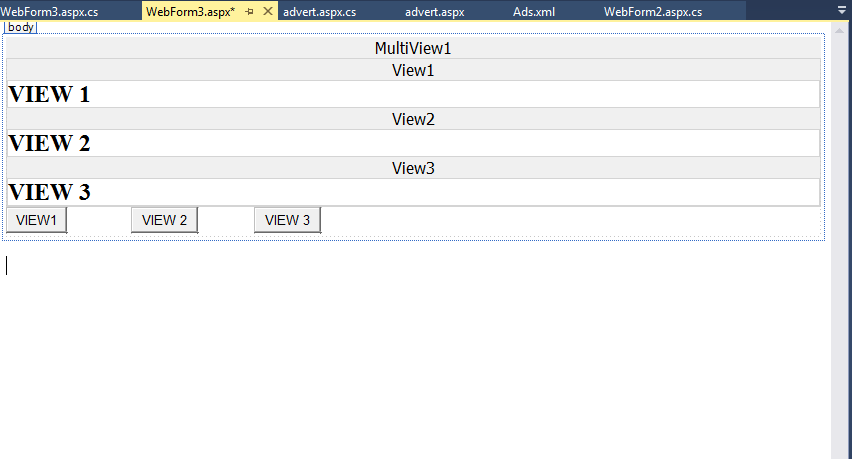 WebForm3.aspx.cs WebForm3.aspx* advert.aspx.cs advert.aspx Ads.xml WebForm2.aspx.cs
body
MultiView1
View1
VIEW 1
View2
VIEW 2
View3
VIEW 3
VIEW1 VIEW 2 VIEW 3